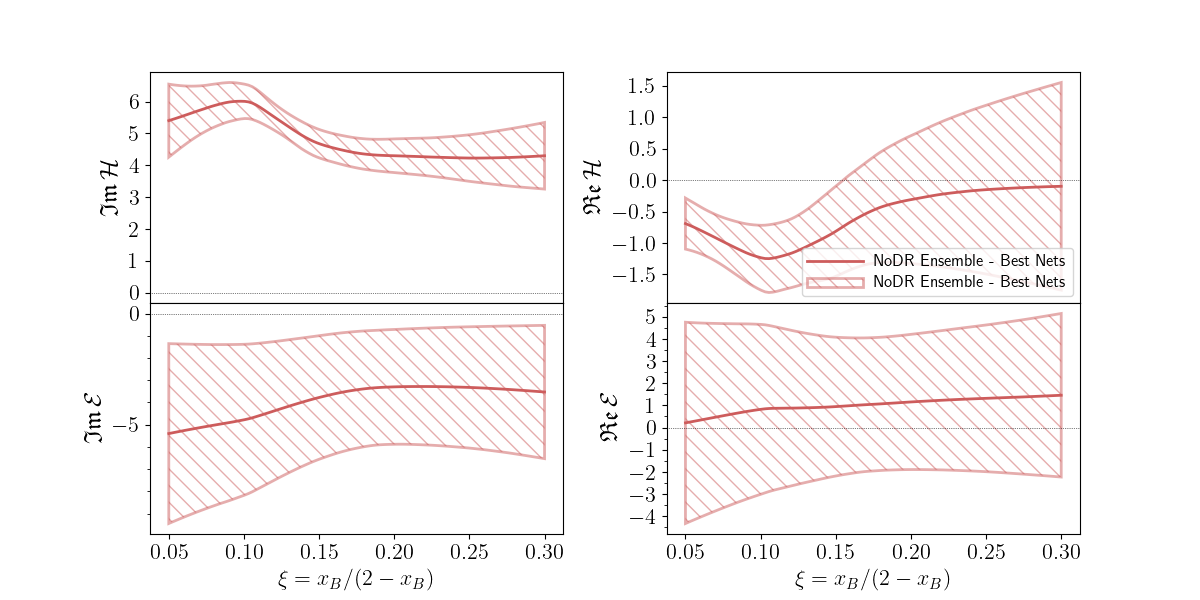 6
5
4
3
2
1
0
ℑ𝔪 ℋ
1.5
1.0
0.5
0.0
−0.5
−1.0
−1.5
ℜ𝔢 ℋ
NoDR Ensemble - Best Nets
NoDR Ensemble - Best Nets
0
−5
ℑ𝔪 ℰ
0.05 0.10 0.15 0.20 0.25 0.30
ξ = x_B/(2 − x_B)
5
4
3
2
1
0
−1
−2
−3
−4
ℜ𝔢 ℰ
0.05 0.10 0.15 0.20 0.25 0.30
ξ = x_B/(2 − x_B)